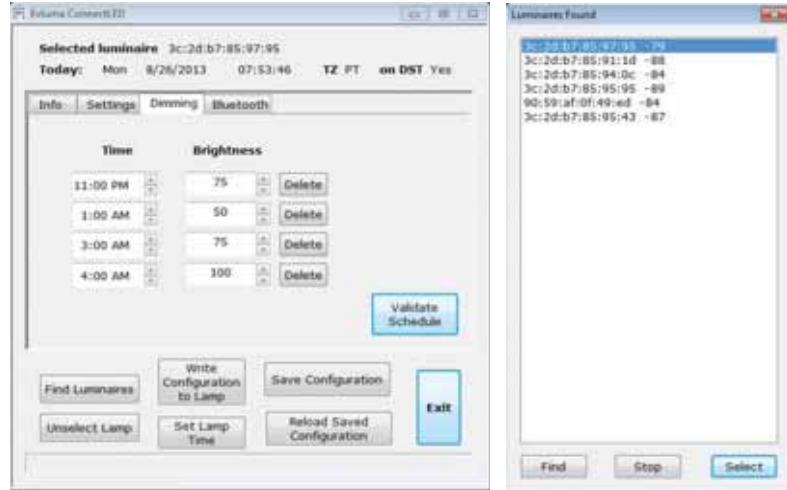 Evluma ConnectLED
Selected luminaire 3c:2d:b7:85:97:95
Today: Mon 8/26/2013 07:53:46 TZ PT on DST Yes
Info Settings Dimming Bluetooth
Time Brightness
11:00 PM 75 Delete
1:00 AM 50 Delete
3:00 AM 75 Delete
4:00 AM 100 Delete
Validate
Schedule
Find Luminaires
Write
Configuration
to Lamp
Save Configuration
Exit
Unselect Lamp
Set Lamp
Time
Reload Saved
Configuration
Luminaires Found
3c:2d:b7:85:97:95 -79
3c:2d:b7:85:91:1d -88
3c:2d:b7:85:94:0c -84
3c:2d:b7:85:95:95 -89
90:59:af:0f:49:ed -84
3c:2d:b7:85:95:43 -87
Find Stop Select